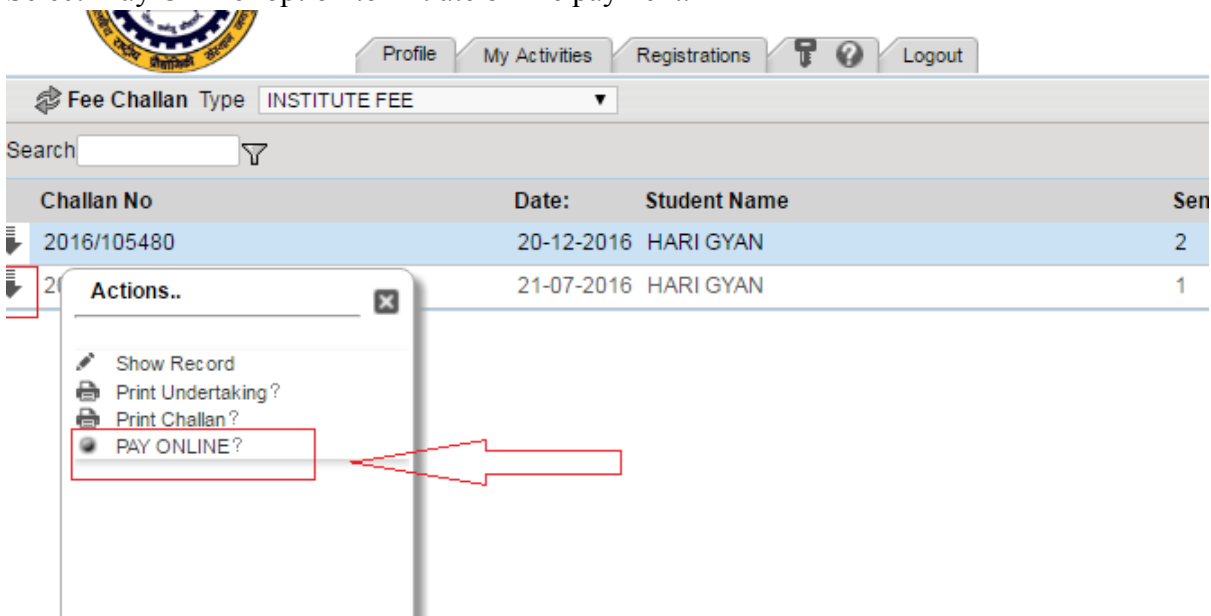 Profile My Activities Registrations ? Logout
Fee Challan Type INSTITUTE FEE
Search
Challan No Date: Student Name Sen
2016/105480 20-12-2016 HARI GYAN 2
20 21-07-2016 HARI GYAN 1
Actions..
Show Record
Print Undertaking?
Print Challan?
PAY ONLINE?